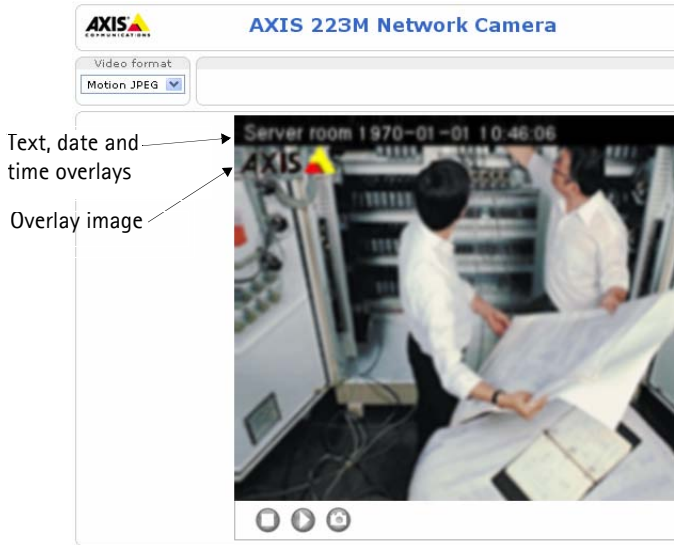 AXIS
COMMUNICATIONS
AXIS 223M Network Camera
Video format
Motion JPEG
Text, date and
time overlays
Server room 1970-01-01 10:46:06
AXIS
Overlay image